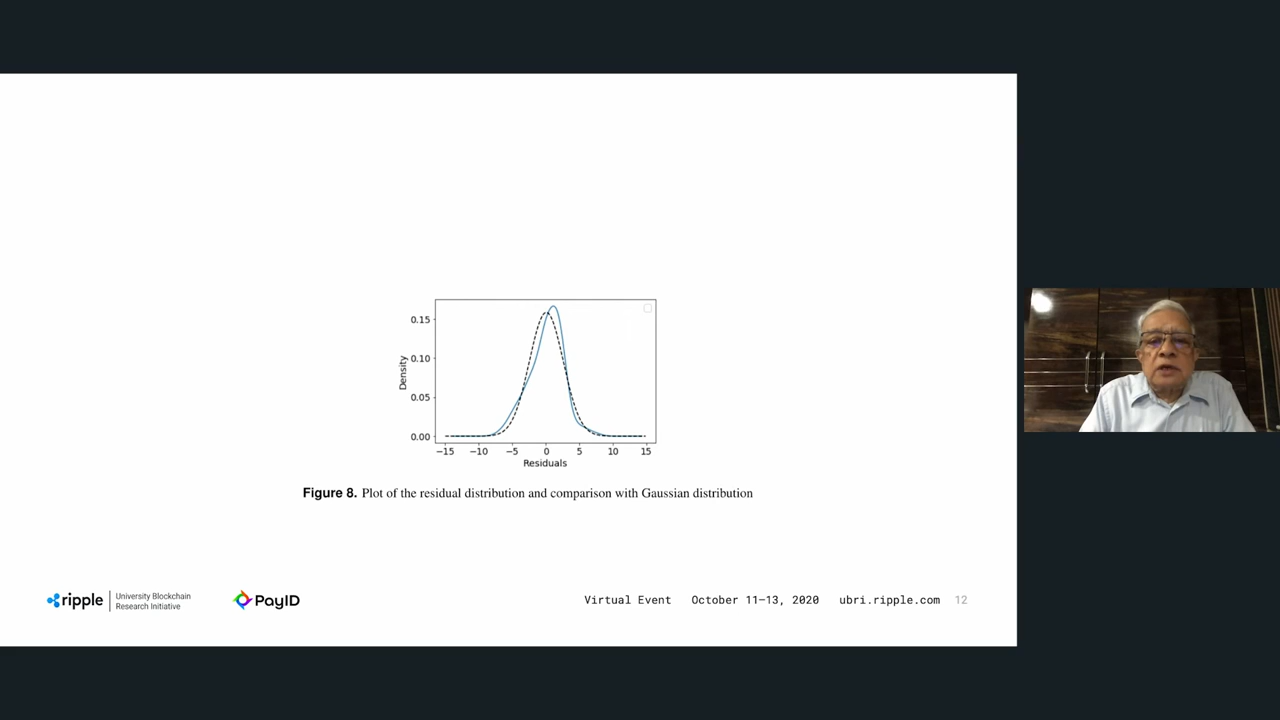 0.15
0.10
0.05
0.00
Density
−15 −10 −5 0 5 10 15
Residuals
Figure 8. Plot of the residual distribution and comparison with Gaussian distribution
ripple
University Blockchain
Research Initiative
PayID
Virtual Event October 11–13, 2020 ubri.ripple.com 12